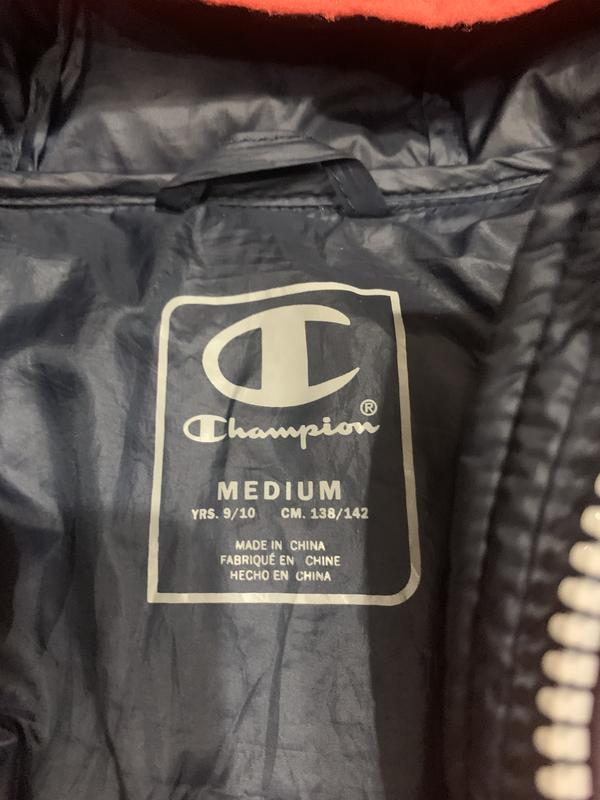 Champion®
MEDIUM
YRS. 9/10 CM. 138/142
MADE IN CHINA
FABRIQUÉ EN CHINE
HECHO EN CHINA